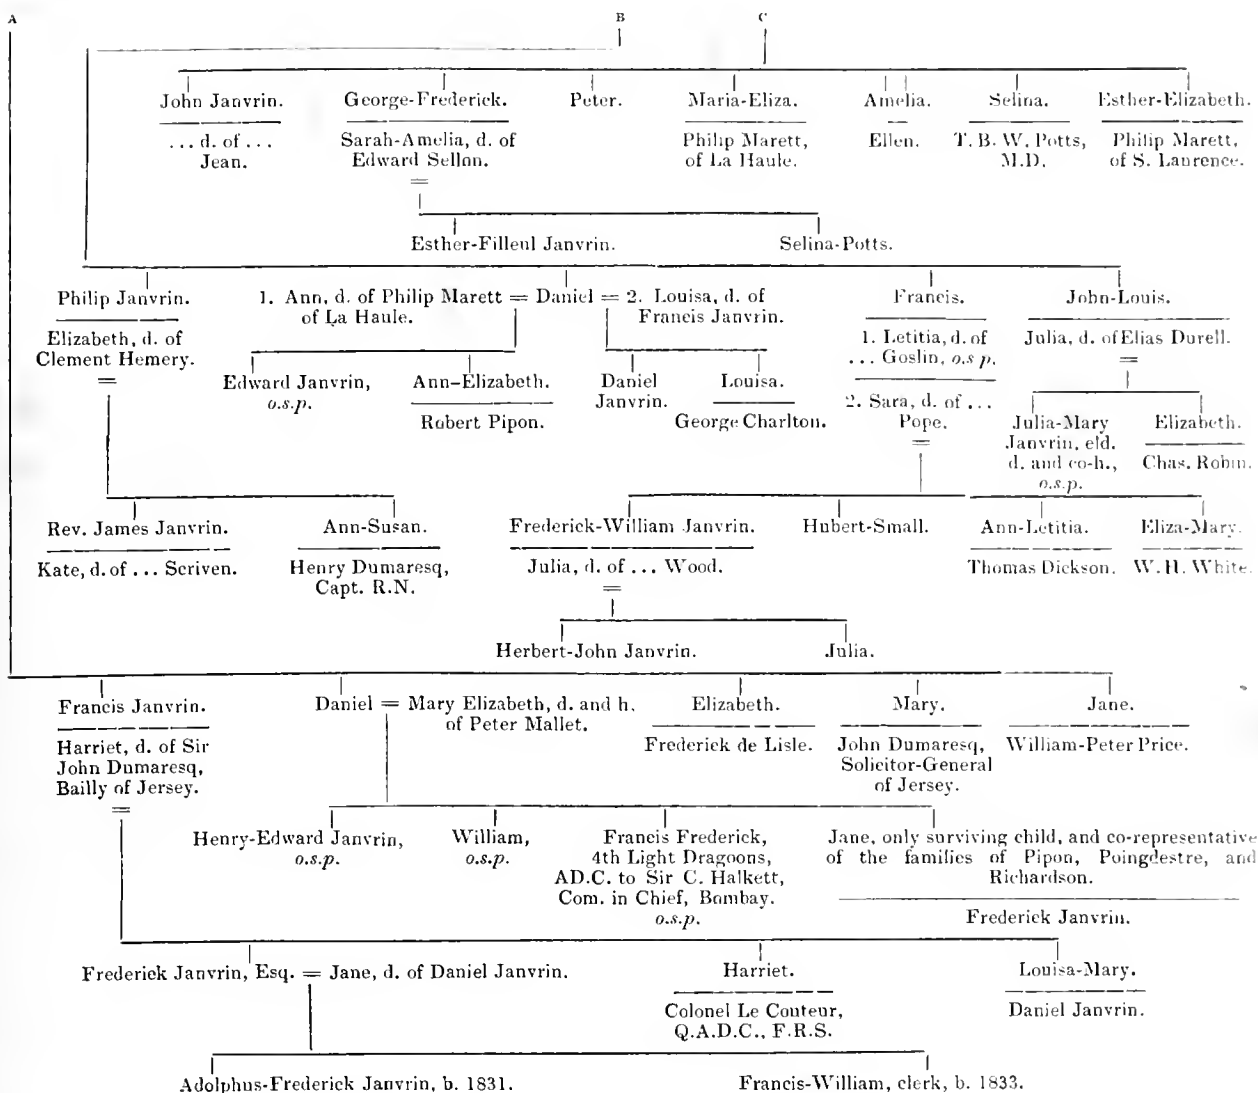 A
B
C
John Janvrin.
George-Frederick.
Peter.
Maria-Eliza.
Amelia.
Selina.
Esther-Elizabeth.
... d. of ...
Jean.
Sarah-Amelia, d. of
Edward Sellon.
Philip Marett,
of La Haule.
Ellen.
T. B. W. Potts,
M.D.
Philip Marett,
of S. Laurence.
=
Esther-Filleul Janvrin.
Selina-Potts.
Philip Janvrin.
1. Ann, d. of Philip Marett = Daniel = 2. Louisa, d. of
of La Haule.
Francis Janvrin.
Francis.
John-Louis.
Elizabeth, d. of
Clement Hemery.
=
1. Letitia, d. of
... Goslin, o.s p.
Julia, d. of Elias Durell.
=
Edward Janvrin,
o.s.p.
Ann-Elizabeth.
Daniel
Janvrin.
Louisa.
Robert Pipon.
George Charlton.
2. Sara, d. of ...
Pope.
=
Julia-Mary
Janvrin, eld.
d. and co-h.,
o.s.p.
Elizabeth.
Chas. Robin.
Rev. James Janvrin.
Ann-Susan.
Frederick-William Janvrin.
Hubert-Small.
Ann-Letitia.
Eliza-Mary.
Kate, d. of ... Scriven.
Henry Dumaresq,
Capt. R.N.
Julia, d. of ... Wood.
=
Thomas Dickson.
W. H. White.
Herbert-John Janvrin.
Julia.
Francis Janvrin.
Daniel = Mary Elizabeth, d. and h.
of Peter Mallet.
Elizabeth.
Mary.
Jane.
Harriet, d. of Sir
John Dumaresq,
Bailly of Jersey.
=
Frederick de Lisle.
John Dumaresq,
Solicitor-General
of Jersey.
William-Peter Price.
Henry-Edward Janvrin,
o.s.p.
William,
o.s.p.
Francis Frederick,
4th Light Dragoons,
AD.C. to Sir C. Halkett,
Com. in Chief, Bombay.
o.s.p.
Jane, only surviving child, and co-representative
of the families of Pipon, Poingdestre, and
Richardson.
Frederick Janvrin.
Frederick Janvrin, Esq. = Jane, d. of Daniel Janvrin.
Harriet.
Louisa-Mary.
Colonel Le Couteur,
Q.A.D.C., F.R.S.
Daniel Janvrin.
Adolphus-Frederick Janvrin, b. 1831.
Francis-William, clerk, b. 1833.